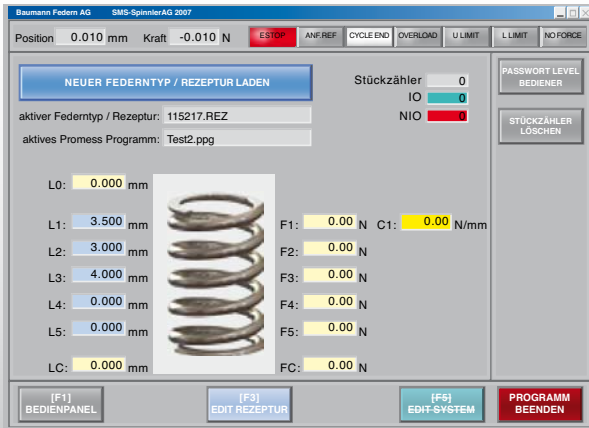 Baumann Federn AG SMS-SpinnlerAG 2007
Position 0.010 mm Kraft -0.010 N ESTOP ANF.REF CYCLE END OVERLOAD U LIMIT L LIMIT NO FORCE
NEUER FEDERNTYP / REZEPTUR LADEN
Stückzähler 0
IO 0
NIO 0
PASSWORT LEVEL
BEDIENER
STÜCKZÄHLER
LÖSCHEN
aktiver Federntyp / Rezeptur: 115217.REZ
aktives Promess Programm: Test2.ppg
L0: 0.000 mm
L1: 3.500 mm F1: 0.00 N C1: 0.00 N/mm
L2: 3.000 mm F2: 0.00 N
L3: 4.000 mm F3: 0.00 N
L4: 0.000 mm F4: 0.00 N
L5: 0.000 mm F5: 0.00 N
LC: 0.000 mm FC: 0.00 N
[F1]
BEDIENPANEL
[F3]
EDIT REZEPTUR
[F5]
EDIT SYSTEM
PROGRAMM
BEENDEN